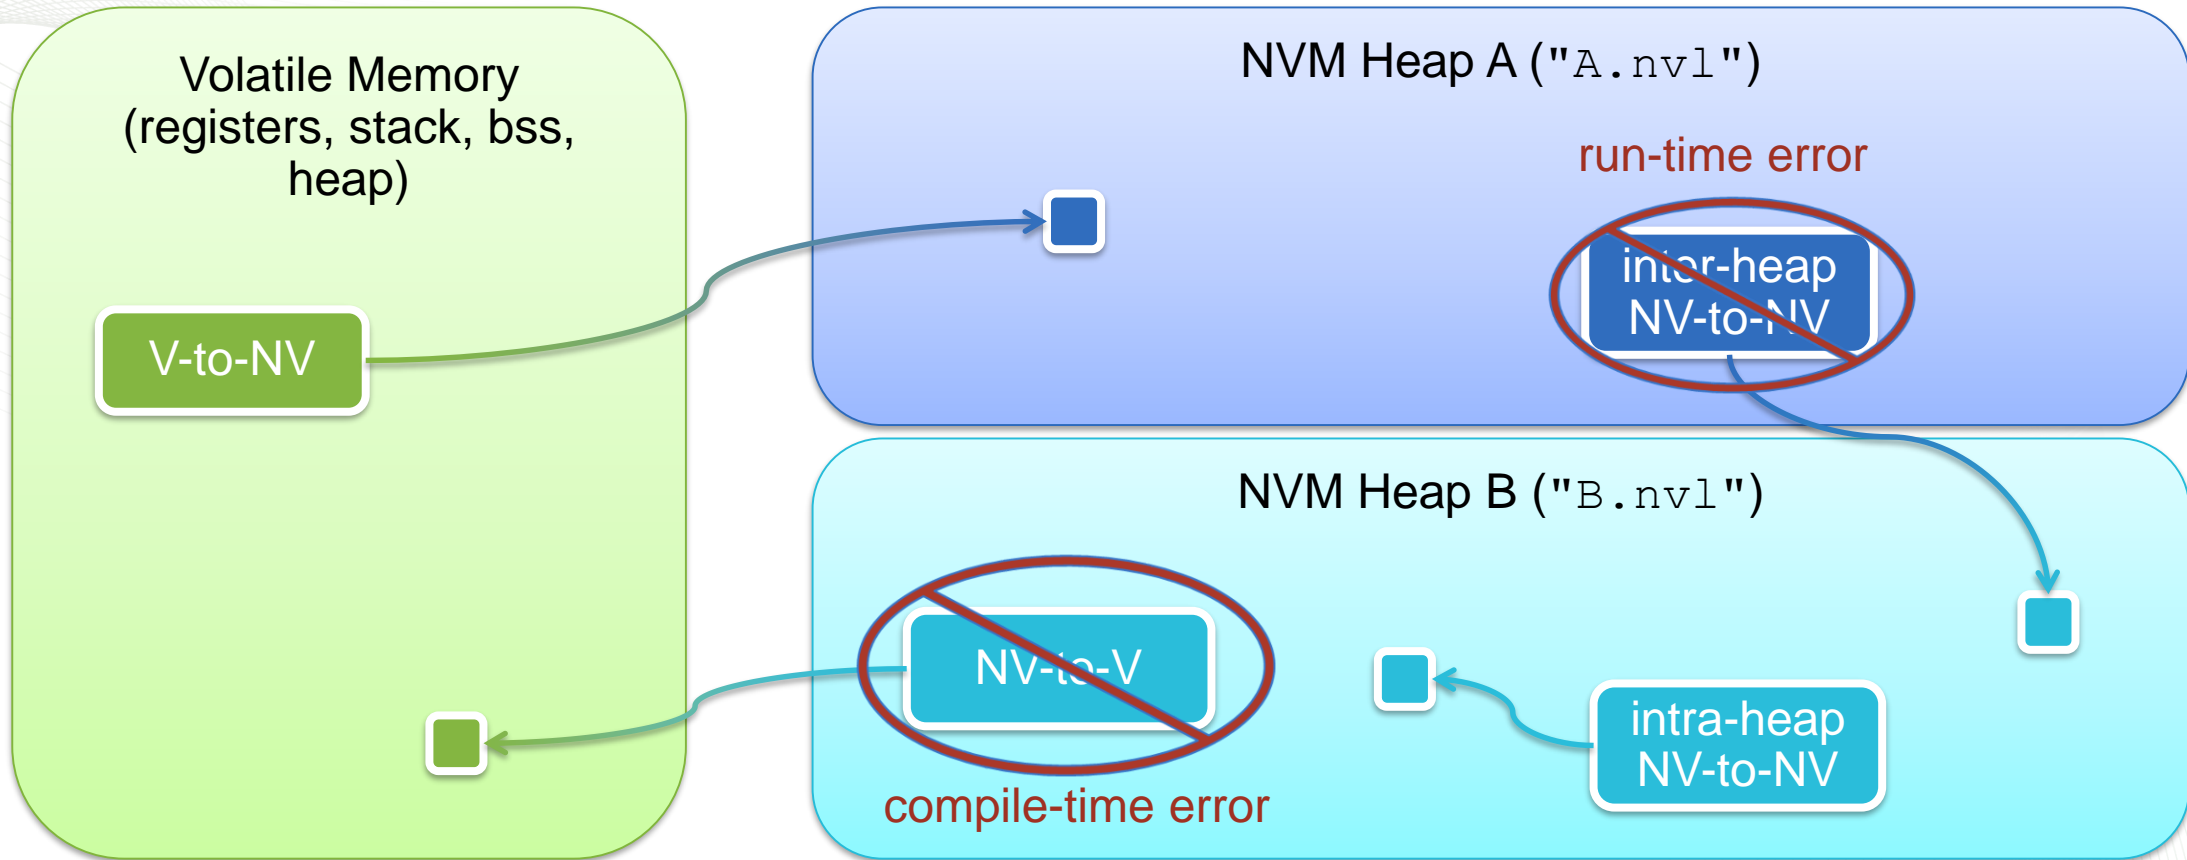 Volatile Memory
(registers, stack, bss,
heap)
V-to-NV
NVM Heap A ("A.nvl")
run-time error
inter-heap
NV-to-NV
NVM Heap B ("B.nvl")
NV-to-V
compile-time error
intra-heap
NV-to-NV